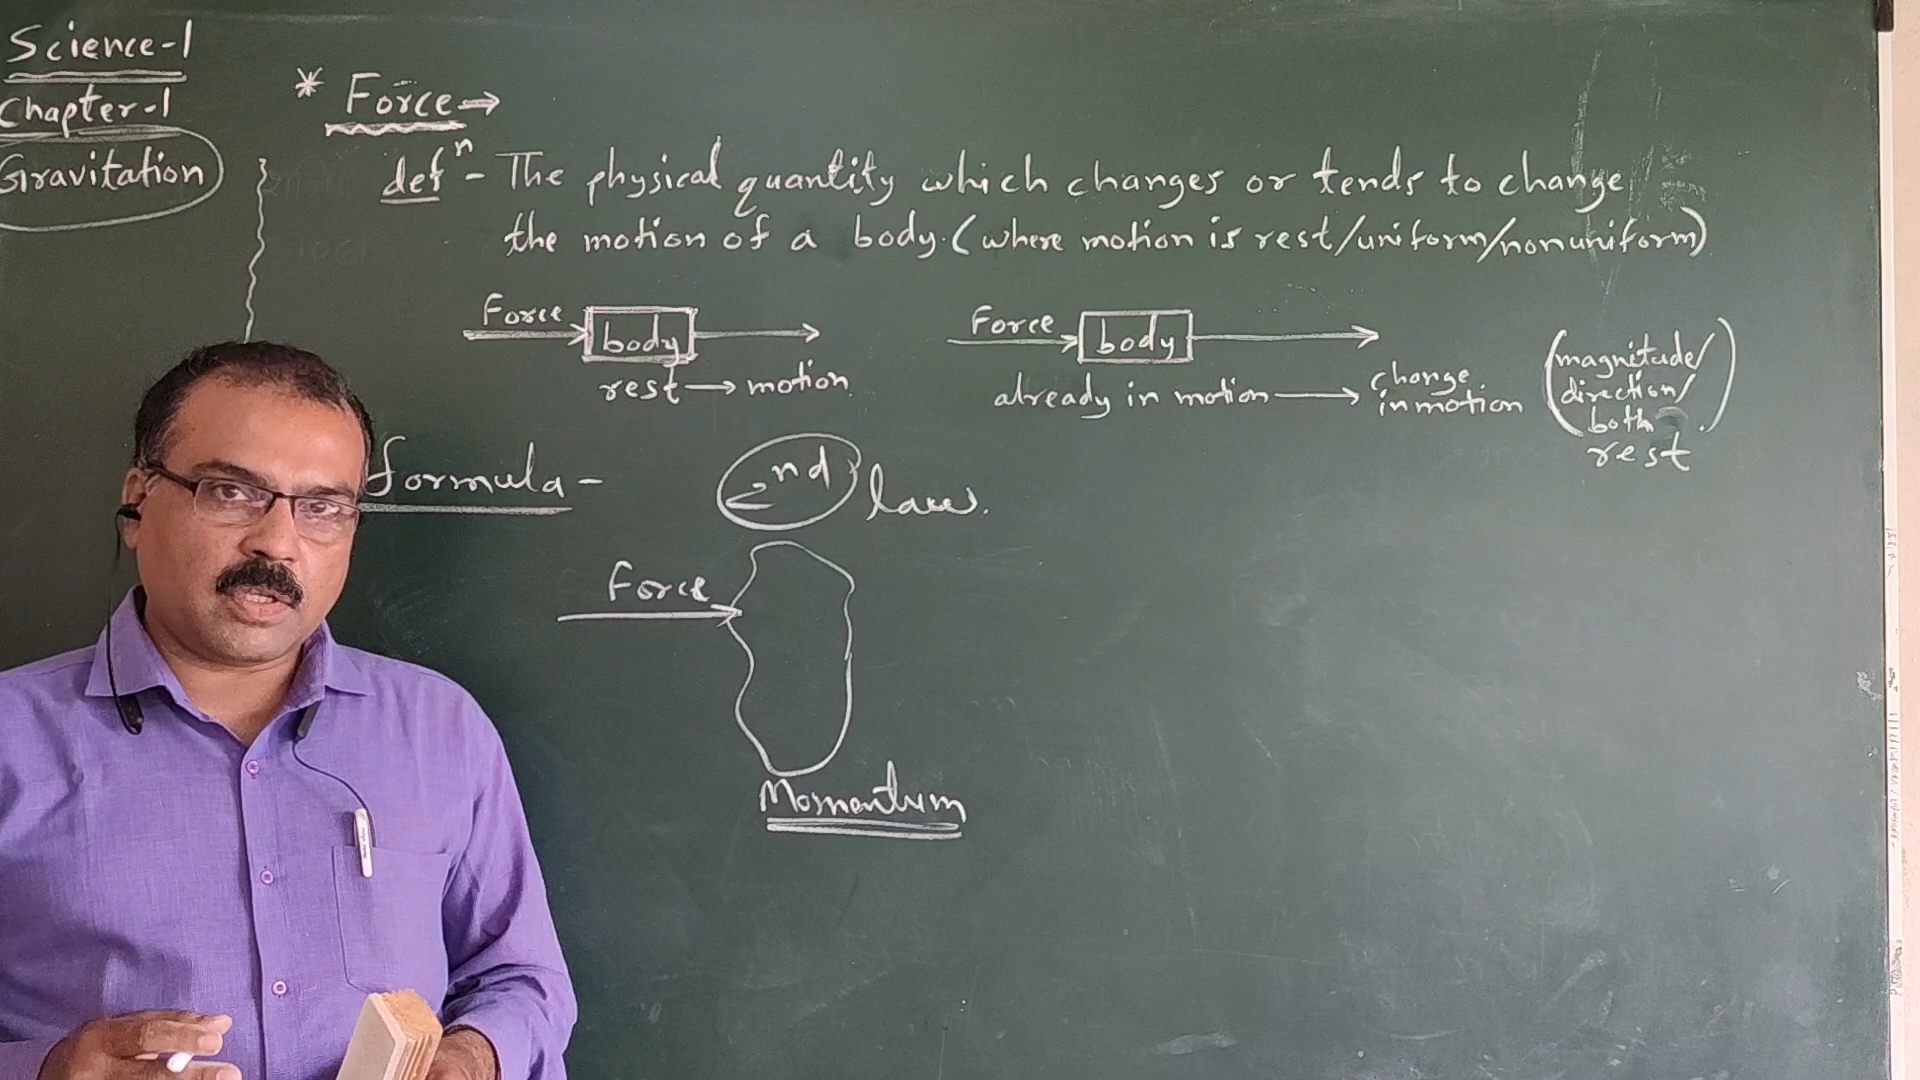 Science-1
Chapter-1
Gravitation
* Force→
defⁿ - The physical quantity which changes or tends to change
the motion of a body. (where motion is rest/uniform/nonuniform)
Force body
rest → motion
Force body
already in motion → change in motion (magnitude/direction/both)
rest
formula -
2nd law.
Force
Momentum